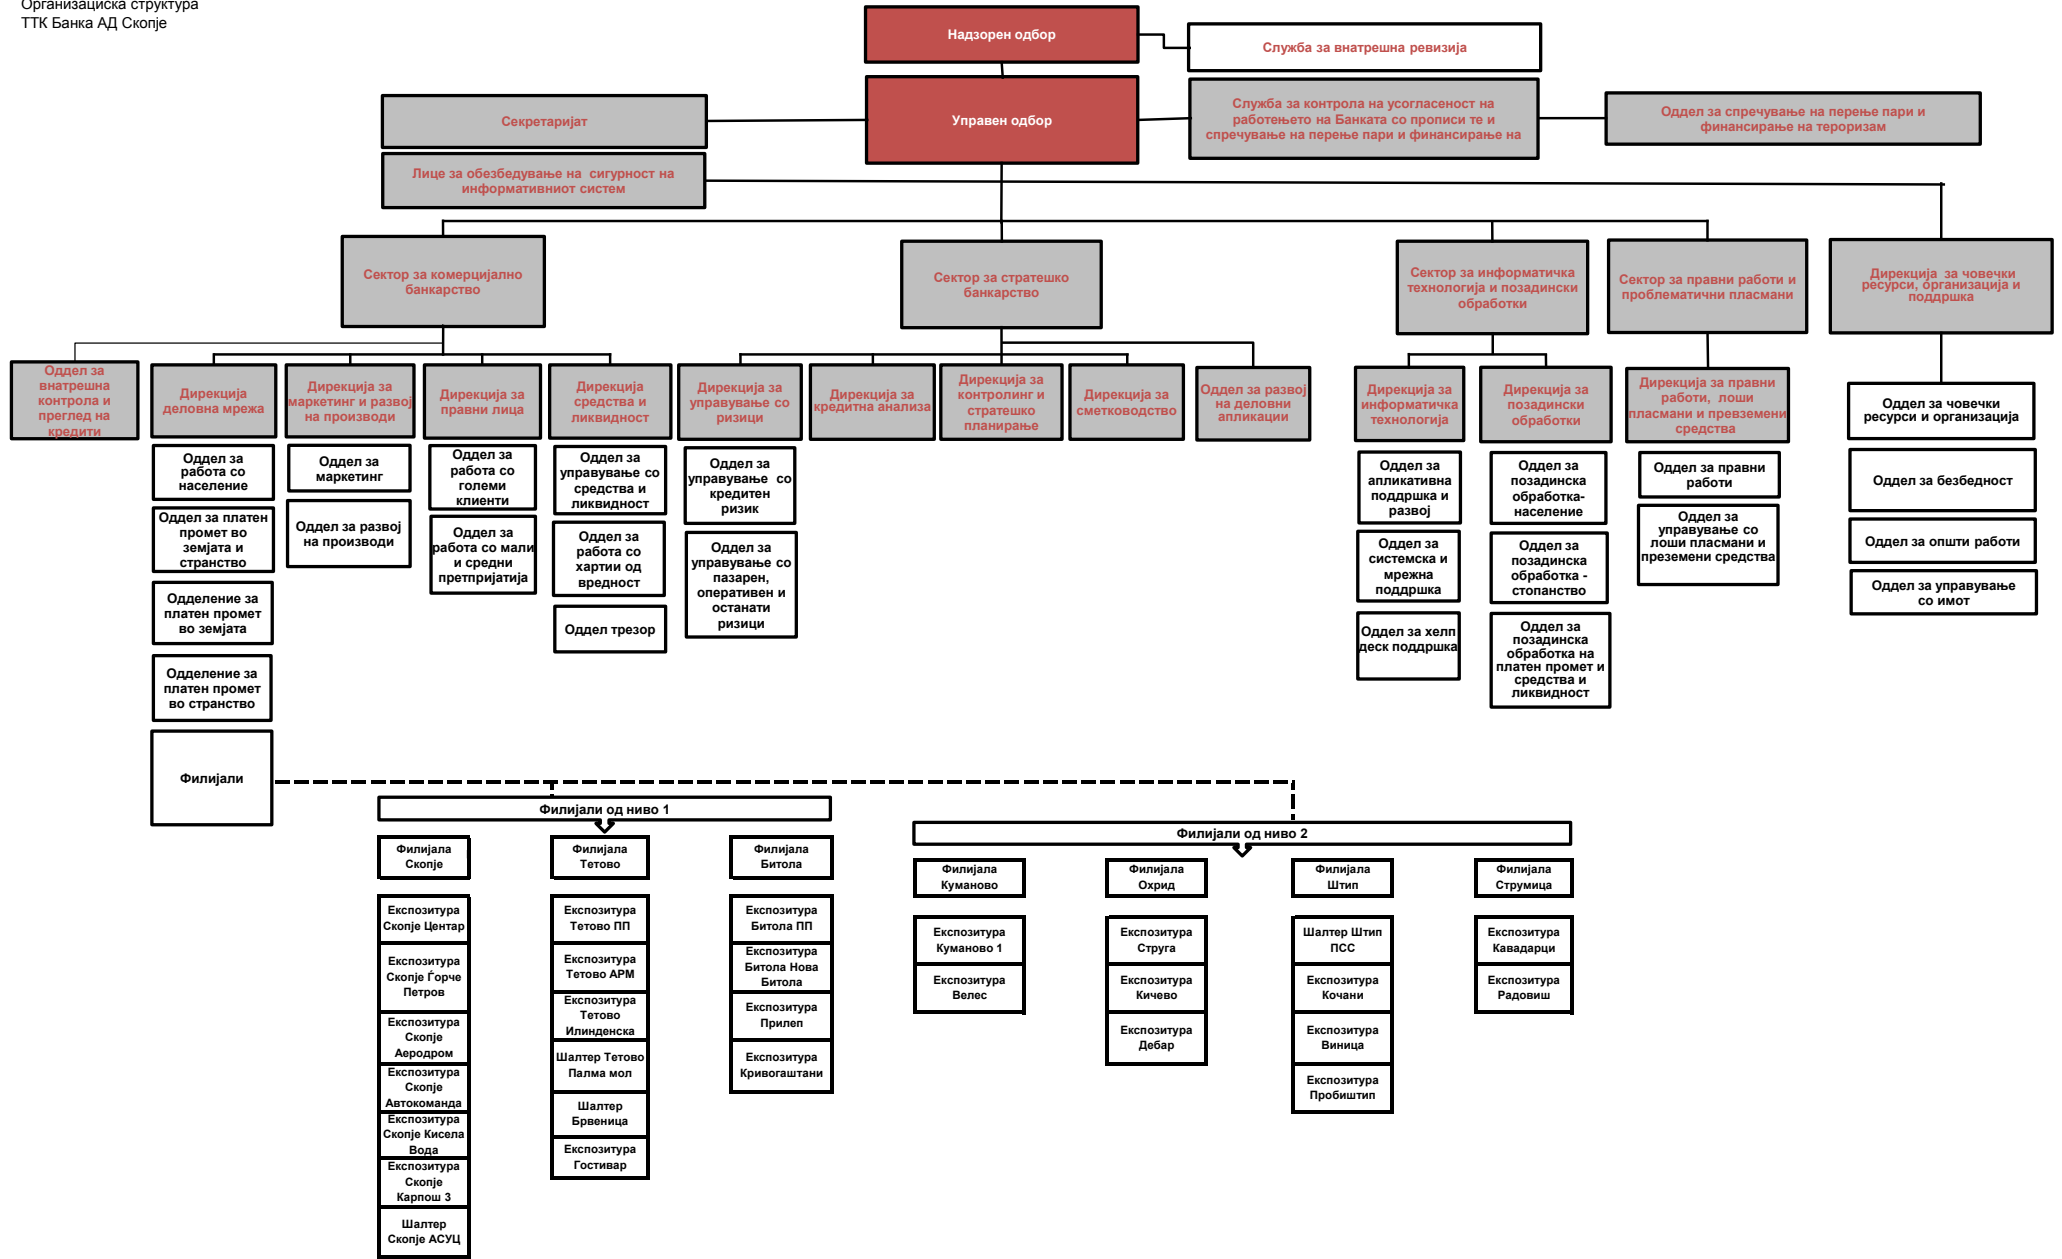 Организациска структура
ТТК Банка АД Скопје
Надзорен одбор
Служба за внатрешна ревизија
Секретаријат
Управен одбор
Служба за контрола на усогласеност на
работењето на Банката со прописи те и
спречување на перење пари и финансирање на
Оддел за спречување на перење пари и
финансирање на тероризам
Лице за обезбедување на сигурност на
информативниот систем
Сектор за комерцијално
банкарство
Сектор за стратешко
банкарство
Сектор за информатичка
технологија и позадински
обработки
Сектор за правни работи и
проблематични пласмани
Дирекција за човечки
ресурси, организација и
поддршка
Оддел за
внатрешна
контрола и
преглед на
кредити
Дирекција
деловна мрежа
Дирекција за
маркетинг и развој
на производи
Дирекција за
правни лица
Дирекција
средства и
ликвидност
Дирекција за
управување со
ризици
Дирекција за
кредитна анализа
Дирекција за
контролинг и
стратешко
планирање
Дирекција за
сметководство
Оддел за развој
на деловни
апликации
Дирекција за
информатичка
технологија
Дирекција за
позадински
обработки
Дирекција за правни
работи, лоши
пласмани и превземени
средства
Оддел за човечки
ресурси и организација
Оддел за безбедност
Оддел за општи работи
Оддел за управување
со имот
Оддел за
работа со
население
Оддел за платен
промет во
земјата и
странство
Одделение за
платен промет
во земјата
Одделение за
платен промет
во странство
Филијали
Оддел за
маркетинг
Оддел за развој
на производи
Оддел за
работа со
големи
клиенти
Оддел за
работа со мали
и средни
претпријатија
Оддел за
управување со
средства и
ликвидност
Оддел за
работа со
хартии од
вредност
Оддел трезор
Оддел за
управување со
кредитен
ризик
Оддел за
управување со
пазарен,
оперативен и
останати
ризици
Оддел за
апликативна
поддршка и
развој
Оддел за
системска и
мрежна
поддршка
Оддел за хелп
деск поддршка
Оддел за
позадинска
обработка-
население
Оддел за
позадинска
обработка -
стопанство
Оддел за
позадинска
обработка на
платен промет и
средства и
ликвидност
Оддел за правни
работи
Оддел за
управување со
лоши пласмани и
преземени средства
Филијали од ниво 1
Филијала
Скопје
Експозитура
Скопје Центар
Експозитура
Скопје Ѓорче
Петров
Експозитура
Скопје
Аеродром
Експозитура
Скопје
Автокоманда
Експозитура
Скопје Кисела
Вода
Експозитура
Скопје
Карпош 3
Шалтер
Скопје АСУЦ
Филијала
Тетово
Експозитура
Тетово ПП
Експозитура
Тетово АРМ
Експозитура
Тетово
Илинденска
Шалтер Тетово
Палма мол
Шалтер
Брвеница
Експозитура
Гостивар
Филијала
Битола
Експозитура
Битола ПП
Експозитура
Битола Нова
Битола
Експозитура
Прилеп
Експозитура
Кривогаштани
Филијали од ниво 2
Филијала
Куманово
Експозитура
Куманово 1
Експозитура
Велес
Филијала
Охрид
Експозитура
Струга
Експозитура
Кичево
Експозитура
Дебар
Филијала
Штип
Шалтер Штип
ПСС
Експозитура
Кочани
Експозитура
Виница
Експозитура
Пробиштип
Филијала
Струмица
Експозитура
Кавадарци
Експозитура
Радовиш